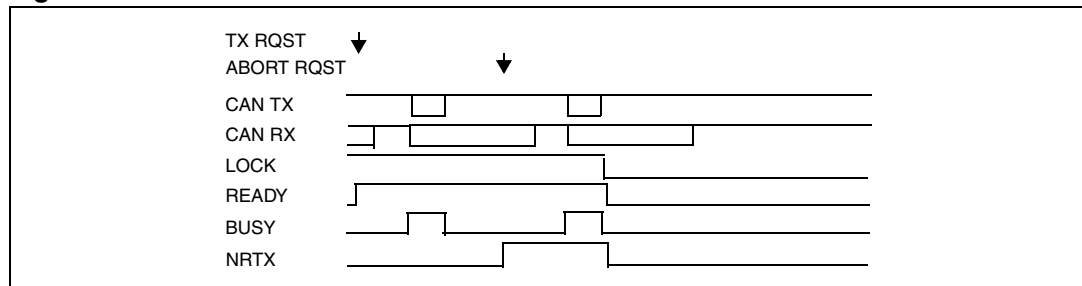 TX RQST
ABORT RQST
CAN TX
CAN RX
LOCK
READY
BUSY
NRTX